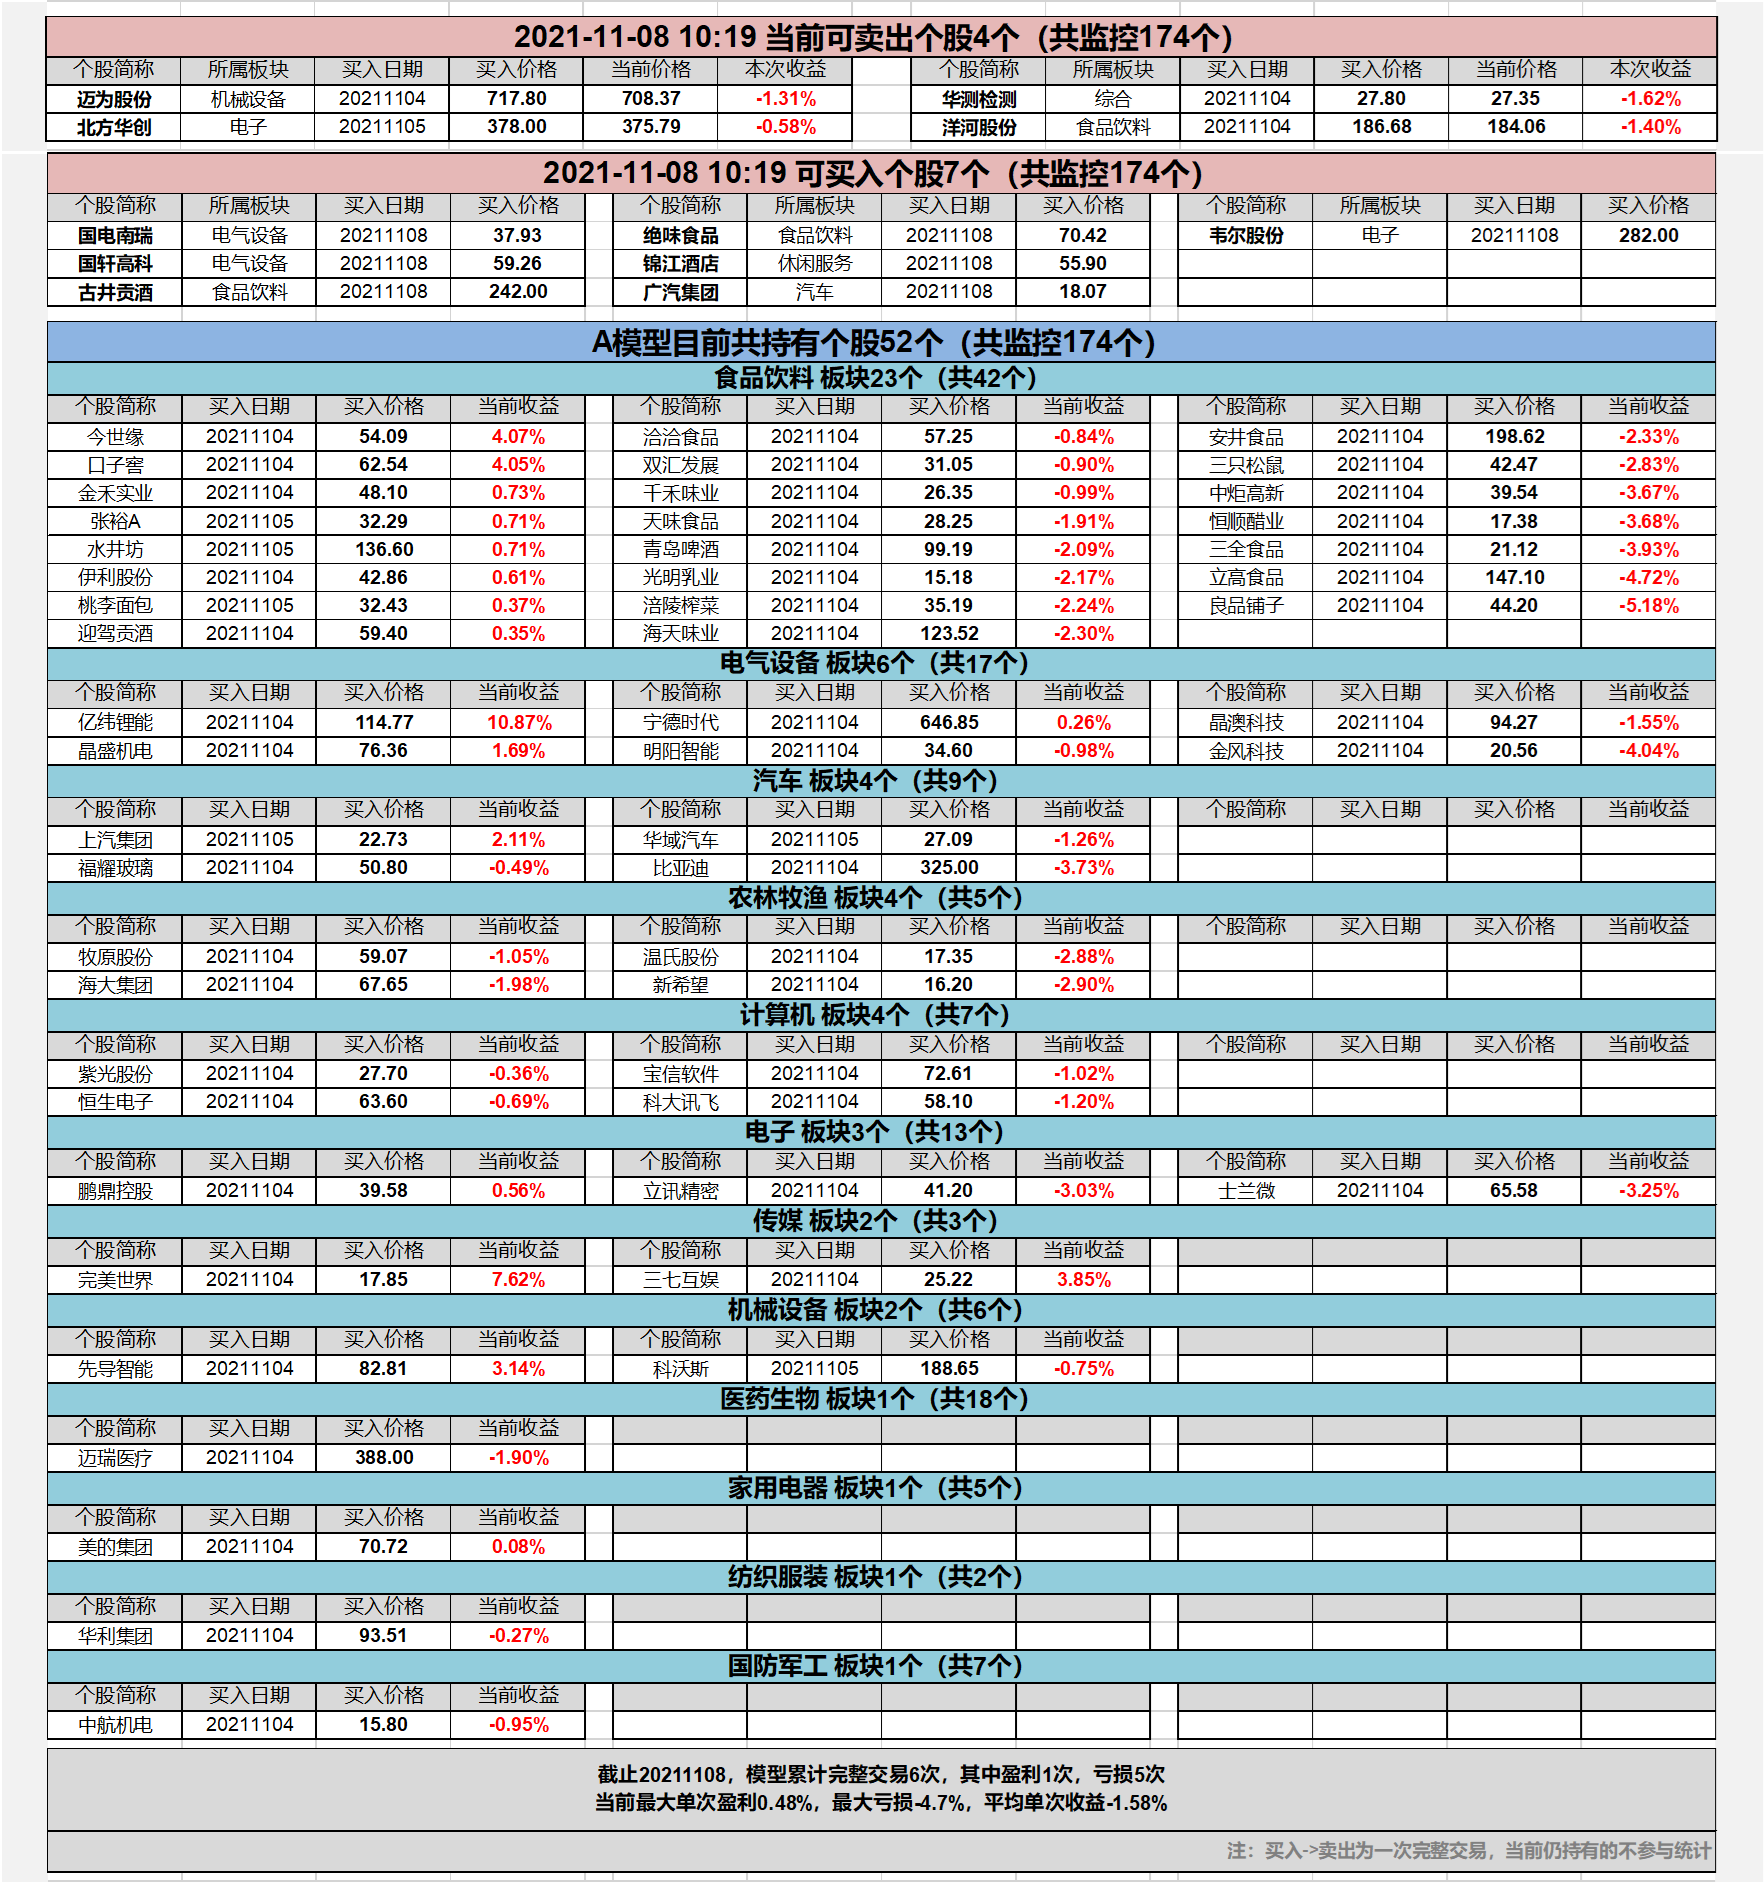 2021-11-08 10:19 当前可卖出个股4个（共监控174个）
个股简称 所属板块 买入日期 买入价格 当前价格 本次收益 个股简称 所属板块 买入日期 买入价格 当前价格 本次收益
迈为股份 机械设备 20211104 717.80 708.37 -1.31% 华测检测 综合 20211104 27.80 27.35 -1.62%
北方华创 电子 20211105 378.00 375.79 -0.58% 洋河股份 食品饮料 20211104 186.68 184.06 -1.40%
2021-11-08 10:19 可买入个股7个（共监控174个）
个股简称 所属板块 买入日期 买入价格 个股简称 所属板块 买入日期 买入价格 个股简称 所属板块 买入日期 买入价格
国电南瑞 电气设备 20211108 37.93 绝味食品 食品饮料 20211108 70.42 韦尔股份 电子 20211108 282.00
国轩高科 电气设备 20211108 59.26 锦江酒店 休闲服务 20211108 55.90
古井贡酒 食品饮料 20211108 242.00 广汽集团 汽车 20211108 18.07
A模型目前共持有个股52个（共监控174个）
食品饮料 板块23个（共42个）
个股简称 买入日期 买入价格 当前收益 个股简称 买入日期 买入价格 当前收益 个股简称 买入日期 买入价格 当前收益
今世缘 20211104 54.09 4.07% 洽洽食品 20211104 57.25 -0.84% 安井食品 20211104 198.62 -2.33%
口子窖 20211104 62.54 4.05% 双汇发展 20211104 31.05 -0.90% 三只松鼠 20211104 42.47 -2.83%
金禾实业 20211104 48.10 0.73% 千禾味业 20211104 26.35 -0.99% 中炬高新 20211104 39.54 -3.67%
张裕A 20211105 32.29 0.71% 天味食品 20211104 28.25 -1.91% 恒顺醋业 20211104 17.38 -3.68%
水井坊 20211105 136.60 0.71% 青岛啤酒 20211104 99.19 -2.09% 三全食品 20211104 21.12 -3.93%
伊利股份 20211104 42.86 0.61% 光明乳业 20211104 15.18 -2.17% 立高食品 20211104 147.10 -4.72%
桃李面包 20211105 32.43 0.37% 涪陵榨菜 20211104 35.19 -2.24% 良品铺子 20211104 44.20 -5.18%
迎驾贡酒 20211104 59.40 0.35% 海天味业 20211104 123.52 -2.30%
电气设备 板块6个（共17个）
个股简称 买入日期 买入价格 当前收益 个股简称 买入日期 买入价格 当前收益 个股简称 买入日期 买入价格 当前收益
亿纬锂能 20211104 114.77 10.87% 宁德时代 20211104 646.85 0.26% 晶澳科技 20211104 94.27 -1.55%
晶盛机电 20211104 76.36 1.69% 明阳智能 20211104 34.60 -0.98% 金风科技 20211104 20.56 -4.04%
汽车 板块4个（共9个）
个股简称 买入日期 买入价格 当前收益 个股简称 买入日期 买入价格 当前收益 个股简称 买入日期 买入价格 当前收益
上汽集团 20211105 22.73 2.11% 华域汽车 20211105 27.09 -1.26%
福耀玻璃 20211104 50.80 -0.49% 比亚迪 20211104 325.00 -3.73%
农林牧渔 板块4个（共5个）
个股简称 买入日期 买入价格 当前收益 个股简称 买入日期 买入价格 当前收益 个股简称 买入日期 买入价格 当前收益
牧原股份 20211104 59.07 -1.05% 温氏股份 20211104 17.35 -2.88%
海大集团 20211104 67.65 -1.98% 新希望 20211104 16.20 -2.90%
计算机 板块4个（共7个）
个股简称 买入日期 买入价格 当前收益 个股简称 买入日期 买入价格 当前收益 个股简称 买入日期 买入价格 当前收益
紫光股份 20211104 27.70 -0.36% 宝信软件 20211104 72.61 -1.02%
恒生电子 20211104 63.60 -0.69% 科大讯飞 20211104 58.10 -1.20%
电子 板块3个（共13个）
个股简称 买入日期 买入价格 当前收益 个股简称 买入日期 买入价格 当前收益 个股简称 买入日期 买入价格 当前收益
鹏鼎控股 20211104 39.58 0.56% 立讯精密 20211104 41.20 -3.03% 士兰微 20211104 65.58 -3.25%
传媒 板块2个（共3个）
个股简称 买入日期 买入价格 当前收益 个股简称 买入日期 买入价格 当前收益
完美世界 20211104 17.85 7.62% 三七互娱 20211104 25.22 3.85%
机械设备 板块2个（共6个）
个股简称 买入日期 买入价格 当前收益 个股简称 买入日期 买入价格 当前收益
先导智能 20211104 82.81 3.14% 科沃斯 20211105 188.65 -0.75%
医药生物 板块1个（共18个）
个股简称 买入日期 买入价格 当前收益
迈瑞医疗 20211104 388.00 -1.90%
家用电器 板块1个（共5个）
个股简称 买入日期 买入价格 当前收益
美的集团 20211104 70.72 0.08%
纺织服装 板块1个（共2个）
个股简称 买入日期 买入价格 当前收益
华利集团 20211104 93.51 -0.27%
国防军工 板块1个（共7个）
个股简称 买入日期 买入价格 当前收益
中航机电 20211104 15.80 -0.95%
截止20211108，模型累计完整交易6次，其中盈利1次，亏损5次
当前最大单次盈利0.48%，最大亏损-4.7%，平均单次收益-1.58%
注：买入->卖出为一次完整交易，当前仍持有的不参与统计